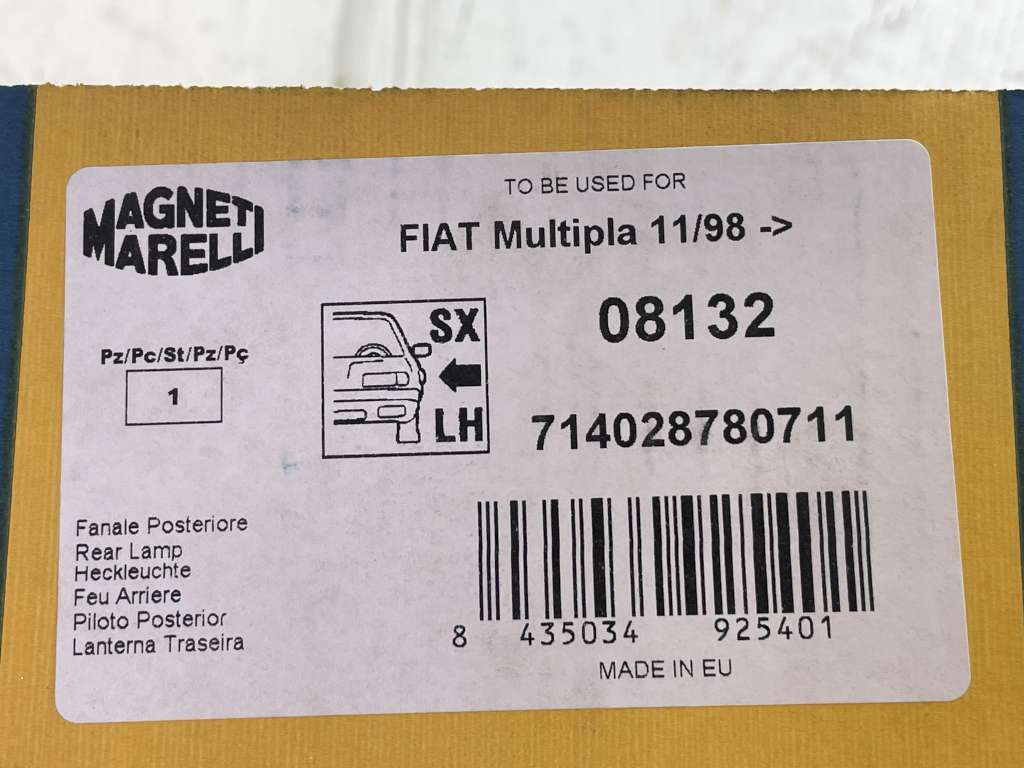 MAGNETI
MARELLI
TO BE USED FOR
FIAT Multipla 11/98 ->
08132
SX
LH
Pz/Pc/St/Pz/Pç
1
714028780711
Fanale Posteriore
Rear Lamp
Heckleuchte
Feu Arriere
Piloto Posterior
Lanterna Traseira
8 435034 925401
MADE IN EU